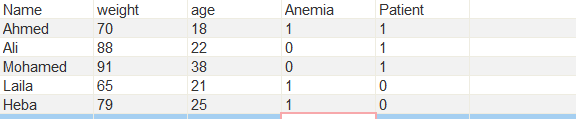 Name weight age Anemia Patient
Ahmed 70 18 1 1
Ali 88 22 0 1
Mohamed 91 38 0 1
Laila 65 21 1 0
Heba 79 25 1 0